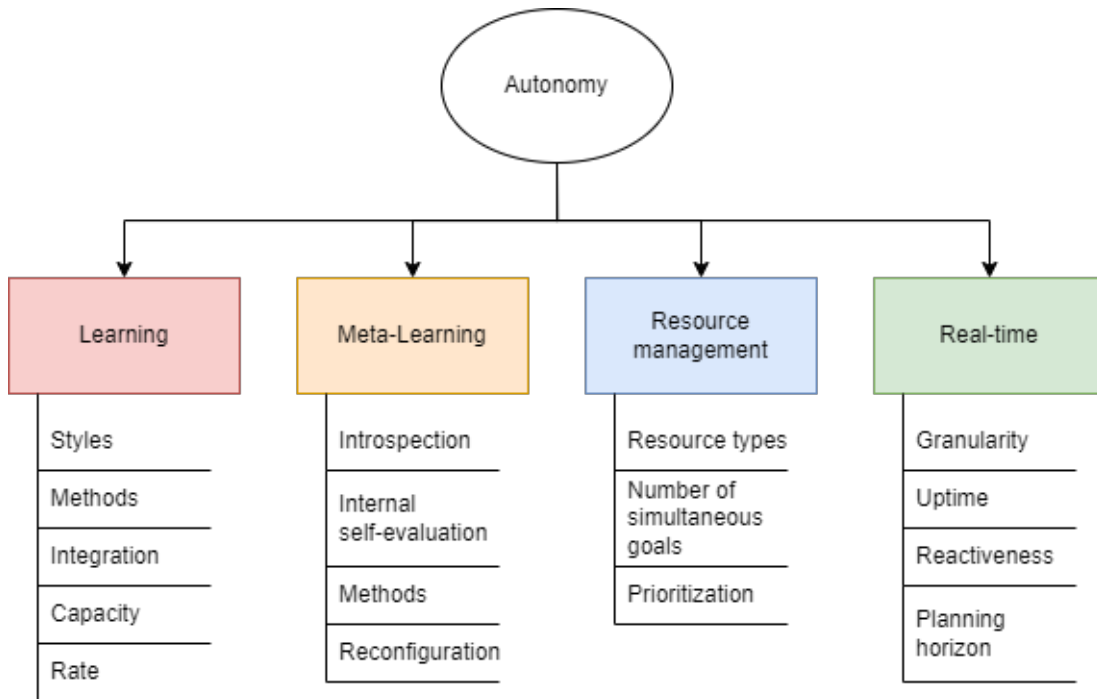 Autonomy
Learning
Meta-Learning
Resource
management
Real-time
Styles
Methods
Integration
Capacity
Rate
Introspection
Internal
self-evaluation
Methods
Reconfiguration
Resource types
Number of
simultaneous
goals
Prioritization
Granularity
Uptime
Reactiveness
Planning
horizon